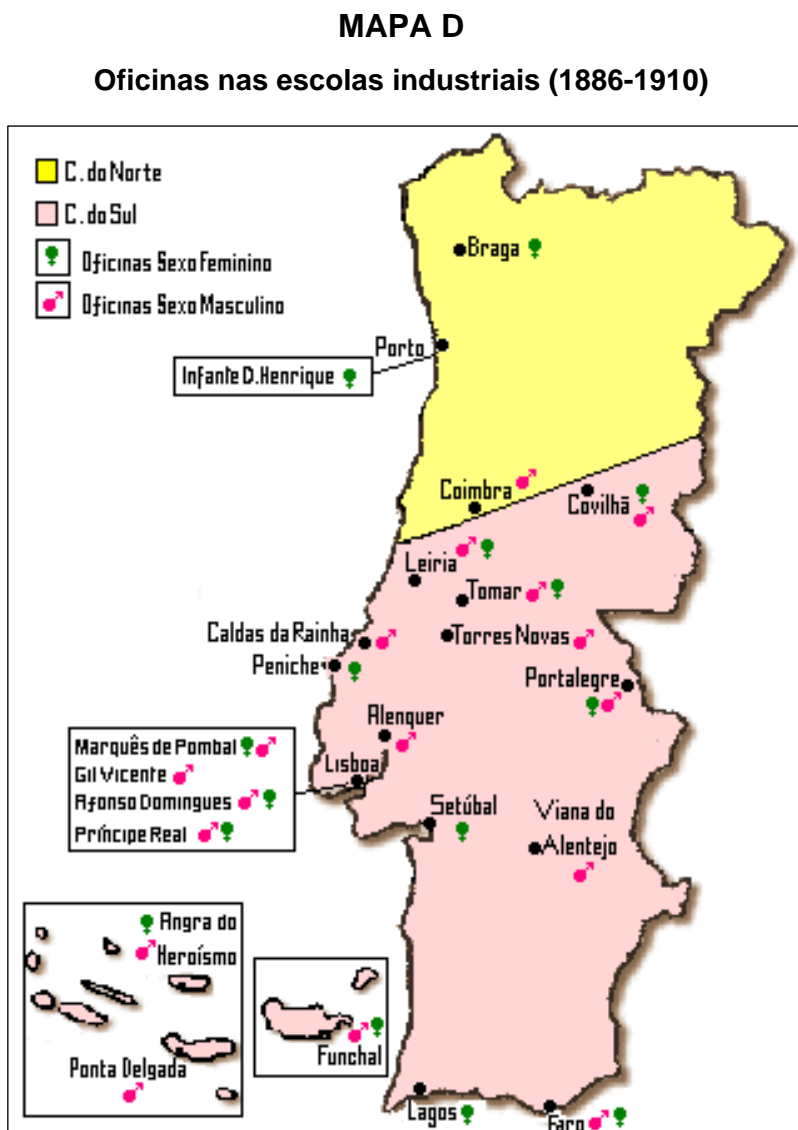 MAPA D
Oficinas nas escolas industriais (1886-1910)
C. do Norte
C. do Sul
Oficinas Sexo Feminino
Oficinas Sexo Masculino
Braga
Porto
Infante D. Henrique
Coimbra
Covilhã
Leiria
Tomar
Caldas da Rainha
Torres Novas
Peniche
Portalegre
Alenquer
Marquês de Pombal
Gil Vicente
Afonso Domingues
Príncipe Real
Lisboa
Setúbal
Viana do
Alentejo
Angra do
Heroísmo
Ponta Delgada
Funchal
Lagos
Faro